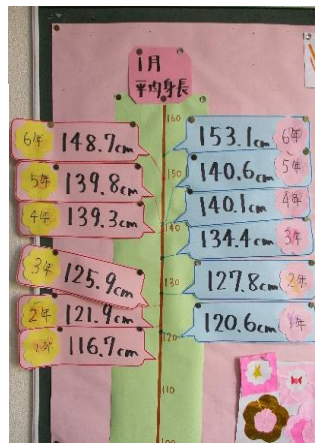 1月
平均身長
6年 148.7cm
5年 139.8cm
4年 139.3cm
3年 125.9cm
2年 121.9cm
116.7cm
160
150
140
130
120
110
100
153.1cm 6年
140.6cm 5年
140.1cm 4年
134.4cm 3年
127.8cm 2年
120.6cm 1年